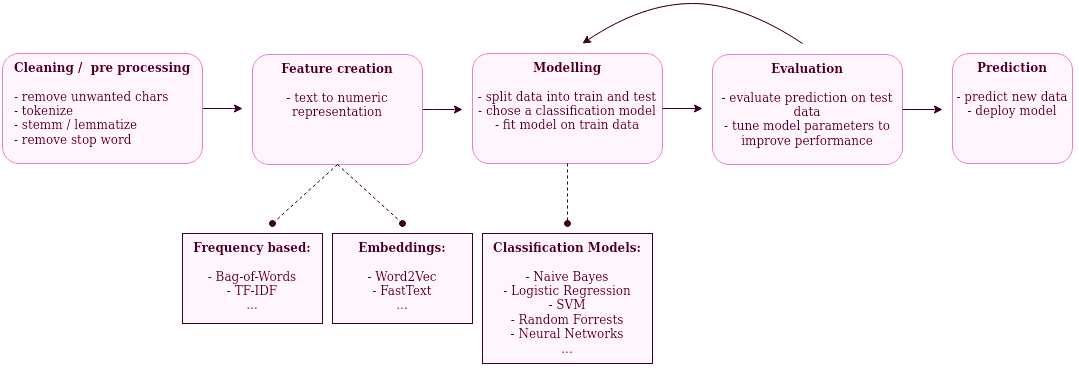 Cleaning /  pre processing
- remove unwanted chars
- tokenize
- stemm / lemmatize
- remove stop word
Feature creation
- text to numeric
representation
Modelling
- split data into train and test
- chose a classification model
- fit model on train data
Evaluation
- evaluate prediction on test
data
- tune model parameters to
improve performance
Prediction
- predict new data
- deploy model
Frequency based:
- Bag-of-Words
- TF-IDF
...
Embeddings:
- Word2Vec
- FastText
...
Classification Models:
- Naive Bayes
- Logistic Regression
- SVM
- Random Forrests
- Neural Networks
...